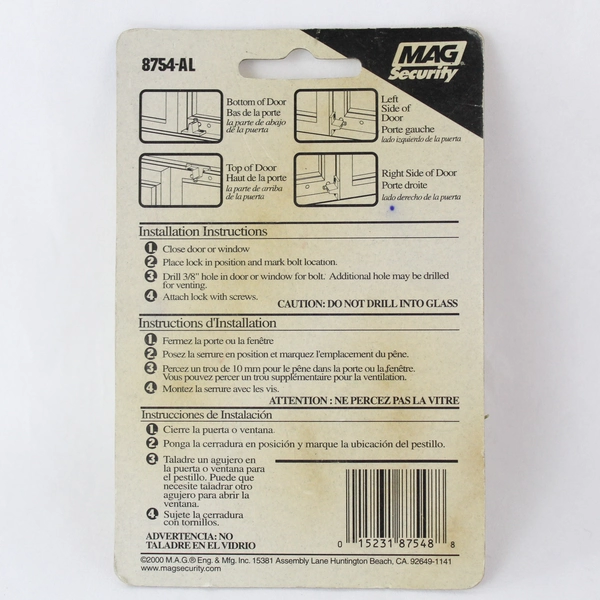 8754-AL
MAG
Security
Bottom of Door
Bas de la porte
la parte de abajo
de la puerta
Left
Side of
Door
Porte gauche
lado izquierdo de la puerta
Top of Door
Haut de la porte
la parte de arriba
de la puerta
Right Side of Door
Porte droite
lado derecho de la puerta
Installation Instructions
1. Close door or window
2. Place lock in position and mark bolt location.
3. Drill 3/8" hole in door or window for bolt. Additional hole may be drilled
for venting.
4. Attach lock with screws.
CAUTION: DO NOT DRILL INTO GLASS
Instructions d'Installation
1. Fermez la porte ou la fenêtre
2. Posez la serrure en position et marquez l'emplacement du pêne.
3. Percez un trou de 10 mm pour le pêne dans la porte ou la fenêtre.
Vous pouvez percer un trou supplémentaire pour la ventilation.
4. Montez la serrure avec les vis.
ATTENTION : NE PERCEZ PAS LA VITRE
Instrucciones de Instalación
1. Cierre la puerta o ventana.
2. Ponga la cerradura en posición y marque la ubicación del pestillo.
3. Taladre un agujero en
la puerta o ventana para
el pestillo. Puede que
necesite taladrar otro
agujero para abrir la
ventana.
4. Sujete la cerradura
con tornillos.
ADVERTENCIA: NO
TALADRE EN EL VIDRIO
0 15231 87548 8
©2000 M.A.G.® Eng. & Mfg. Inc. 15381 Assembly Lane Huntington Beach, CA. 92649-1141
www.magsecurity.com